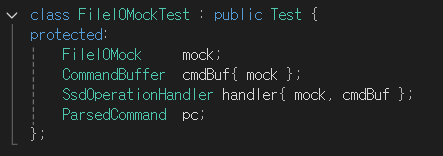 class FileIOMockTest : public Test {
protected:
    FileIOMock     mock;
    CommandBuffer  cmdBuf{ mock };
    SsdOperationHandler handler{ mock, cmdBuf };
    ParsedCommand  pc;
};